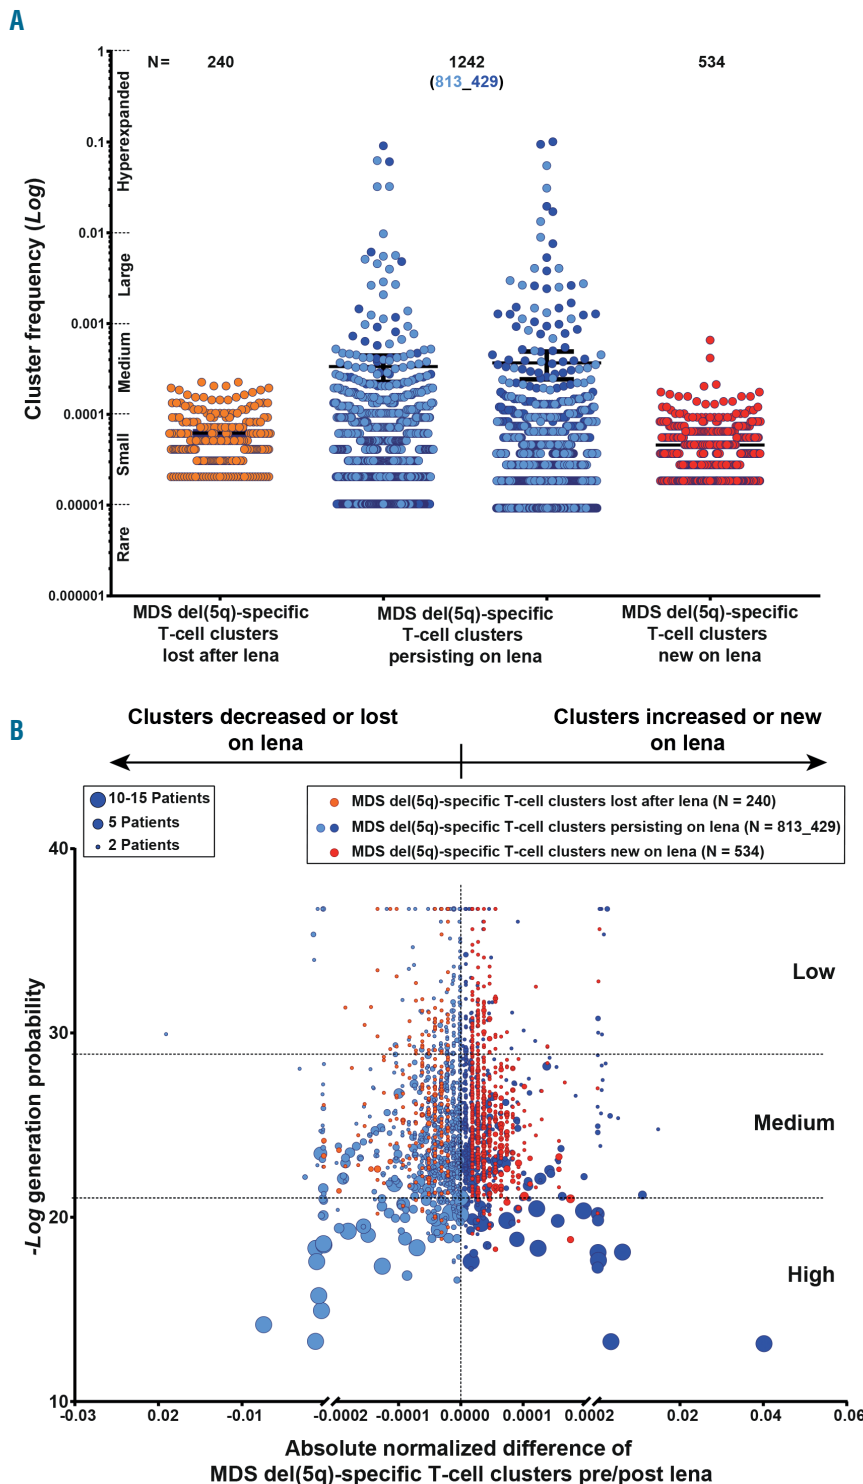 A
N= 240 1242 534
(813_429)
Cluster frequency (Log)
1
0.1
0.01
0.001
0.0001
0.00001
0.000001
Hyperexpanded
Large
Medium
Small
Rare
MDS del(5q)-specific
T-cell clusters
lost after lena
MDS del(5q)-specific
T-cell clusters
persisting on lena
MDS del(5q)-specific
T-cell clusters
new on lena
B
Clusters decreased or lost
on lena
Clusters increased or new
on lena
10-15 Patients
5 Patients
2 Patients
MDS del(5q)-specific T-cell clusters lost after lena (N = 240)
MDS del(5q)-specific T-cell clusters persisting on lena (N = 813_429)
MDS del(5q)-specific T-cell clusters new on lena (N = 534)
-Log generation probability
40
30
20
10
Low
Medium
High
-0.03 0.02 -0.01 -0.0002 -0.0001 0.0000 0.0001 0.0002 0.02 0.04 0.06
Absolute normalized difference of
MDS del(5q)-specific T-cell clusters pre/post lena